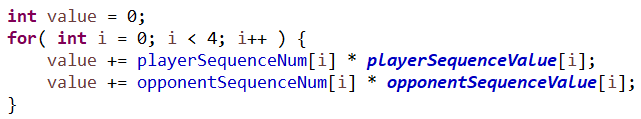 int value = 0;
for( int i = 0; i < 4; i++ ) {
    value += playerSequenceNum[i] * playerSequenceValue[i];
    value += opponentSequenceNum[i] * opponentSequenceValue[i];
}